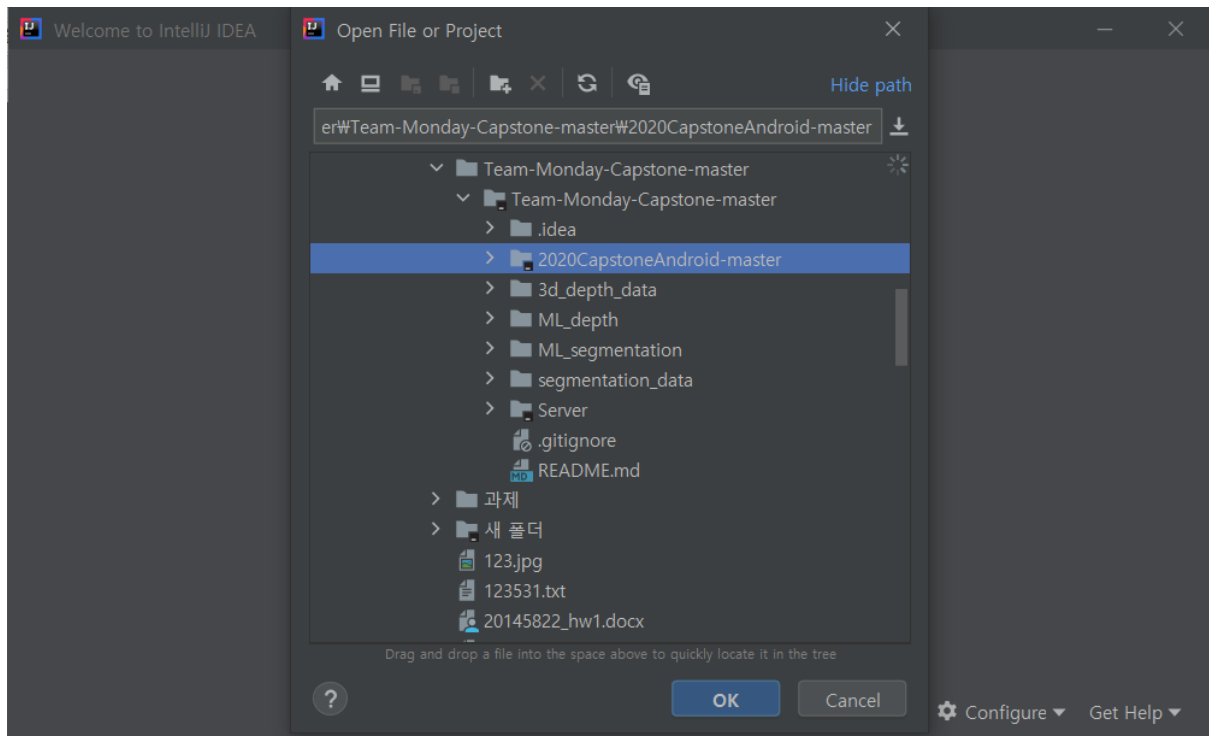 Welcome to IntelliJ IDEA
Open File or Project
Hide path
er₩Team-Monday-Capstone-master₩2020CapstoneAndroid-master
Team-Monday-Capstone-master
Team-Monday-Capstone-master
.idea
2020CapstoneAndroid-master
3d_depth_data
ML_depth
ML_segmentation
segmentation_data
Server
.gitignore
MD README.md
과제
새 폴더
123.jpg
123531.txt
20145822_hw1.docx
Drag and drop a file into the space above to quickly locate it in the tree
?
OK
Cancel
Configure
Get Help